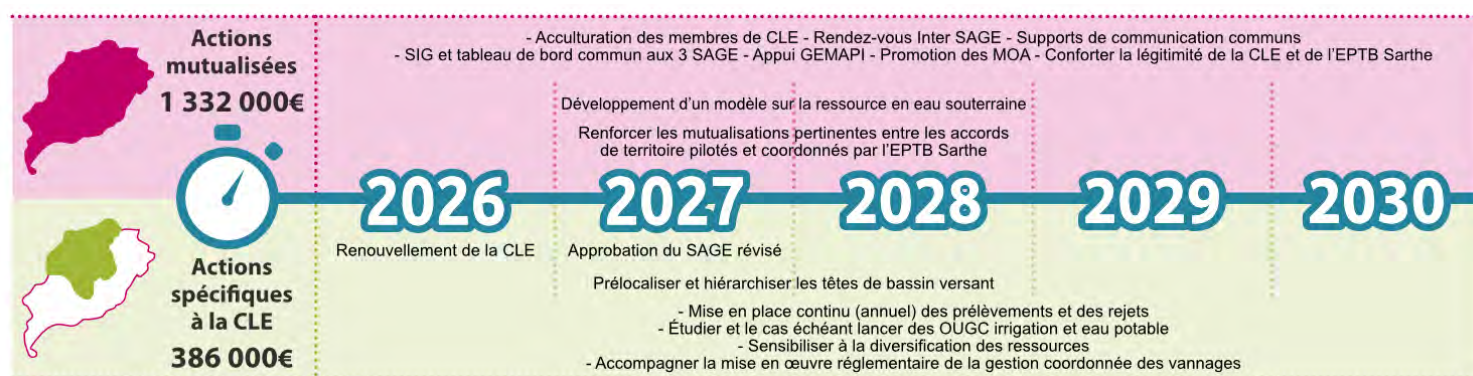 Actions
mutualisées
1 332 000€
- Acculturation des membres de CLE - Rendez-vous Inter SAGE - Supports de communication communs
- SIG et tableau de bord commun aux 3 SAGE - Appui GEMAPI - Promotion des MOA - Conforter la légitimité de la CLE et de l’EPTB Sarthe
Développement d’un modèle sur la ressource en eau souterraine
Renforcer les mutualisations pertinentes entre les accords
de territoire pilotés et coordonnés par l’EPTB Sarthe
2026
2027
2028
2029
2030
Renouvellement de la CLE
Approbation du SAGE révisé
Actions
spécifiques
à la CLE
386 000€
Prélocaliser et hiérarchiser les têtes de bassin versant
- Mise en place continu (annuel) des prélèvements et des rejets
- Étudier et le cas échéant lancer des OUGC irrigation et eau potable
- Sensibiliser à la diversification des ressources
- Accompagner la mise en œuvre réglementaire de la gestion coordonnée des vannages